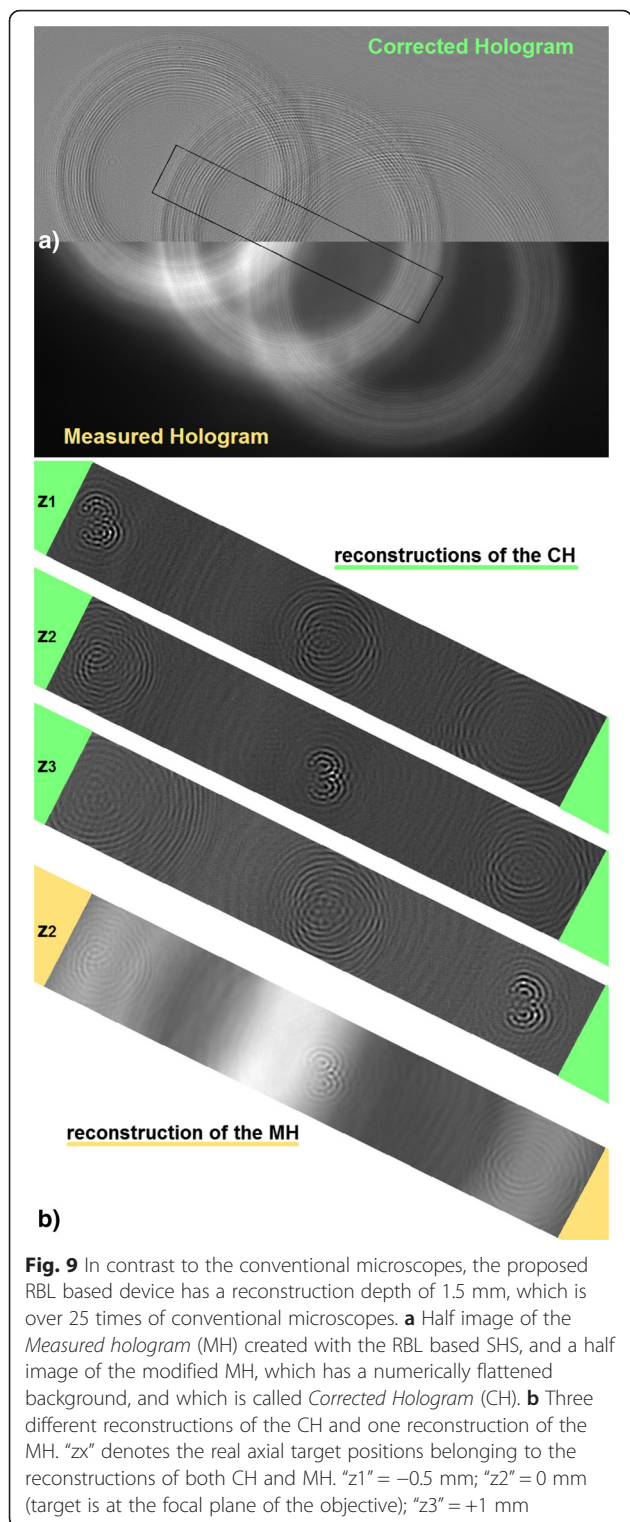 Corrected Hologram
a)
Measured Hologram
z1
reconstructions of the CH
z2
z3
z2
reconstruction of the MH
b)
Fig. 9 In contrast to the conventional microscopes, the proposed
RBL based device has a reconstruction depth of 1.5 mm, which is
over 25 times of conventional microscopes. a Half image of the
Measured hologram (MH) created with the RBL based SHS, and a half
image of the modified MH, which has a numerically flattened
background, and which is called Corrected Hologram (CH). b Three
different reconstructions of the CH and one reconstruction of the
MH. “zx” denotes the real axial target positions belonging to the
reconstructions of both CH and MH. “z1” = −0.5 mm; “z2” = 0 mm
(target is at the focal plane of the objective); “z3” = +1 mm